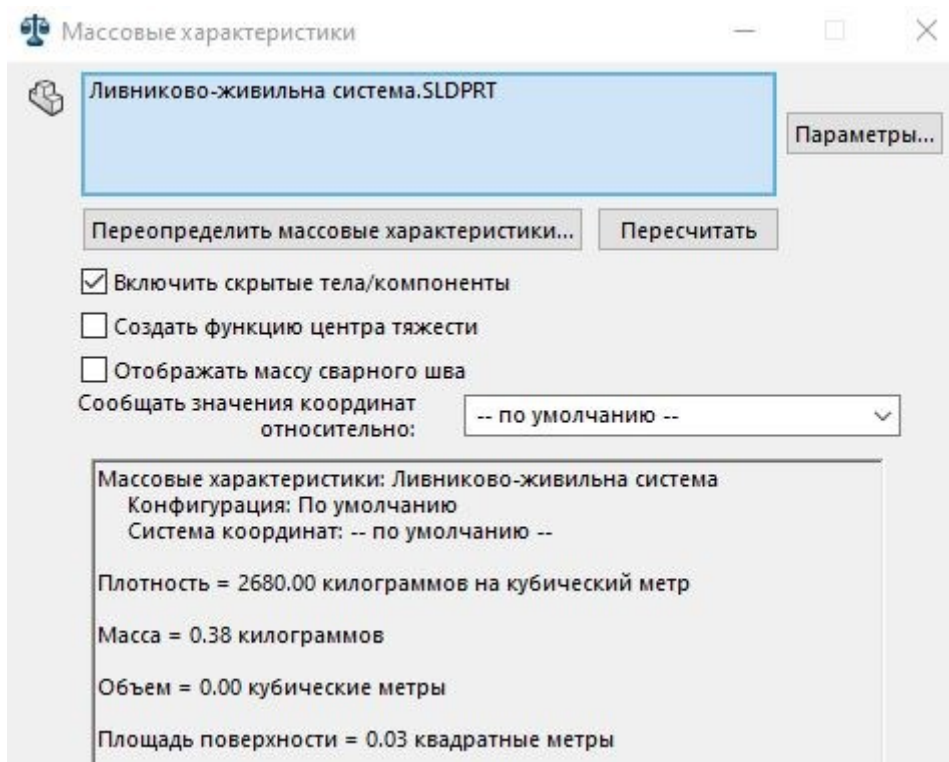 Массовые характеристики
Ливниково-живильна система.SLDPRT
Параметры...
Переопределить массовые характеристики...
Пересчитать
Включить скрытые тела/компоненты
Создать функцию центра тяжести
Отображать массу сварного шва
Сообщать значения координат
относительно:
-- по умолчанию --
Массовые характеристики: Ливниково-живильна система
Конфигурация: По умолчанию
Система координат: -- по умолчанию --
Плотность = 2680.00 килограммов на кубический метр
Масса = 0.38 килограммов
Объем = 0.00 кубические метры
Площадь поверхности = 0.03 квадратные метры